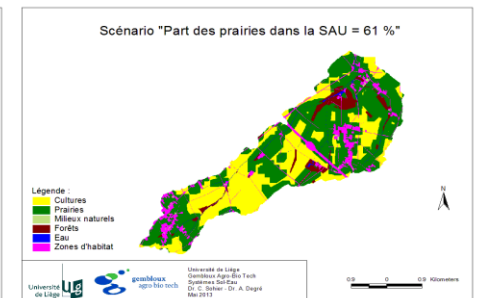 Scénario "Part des prairies dans la SAU = 61 %"
Légende :
Cultures
Prairies
Milieux naturels
Forêts
Eau
Zones d'habitat
N
Université de Liège
gembloux
agro bio tech
Université de Liège
Gembloux Agro-Bio Tech
Systèmes Sol-Eau
Dr. C. Sohier - Dr. A. Degré
Mai 2013
0.9 0 0.9 Kilometers